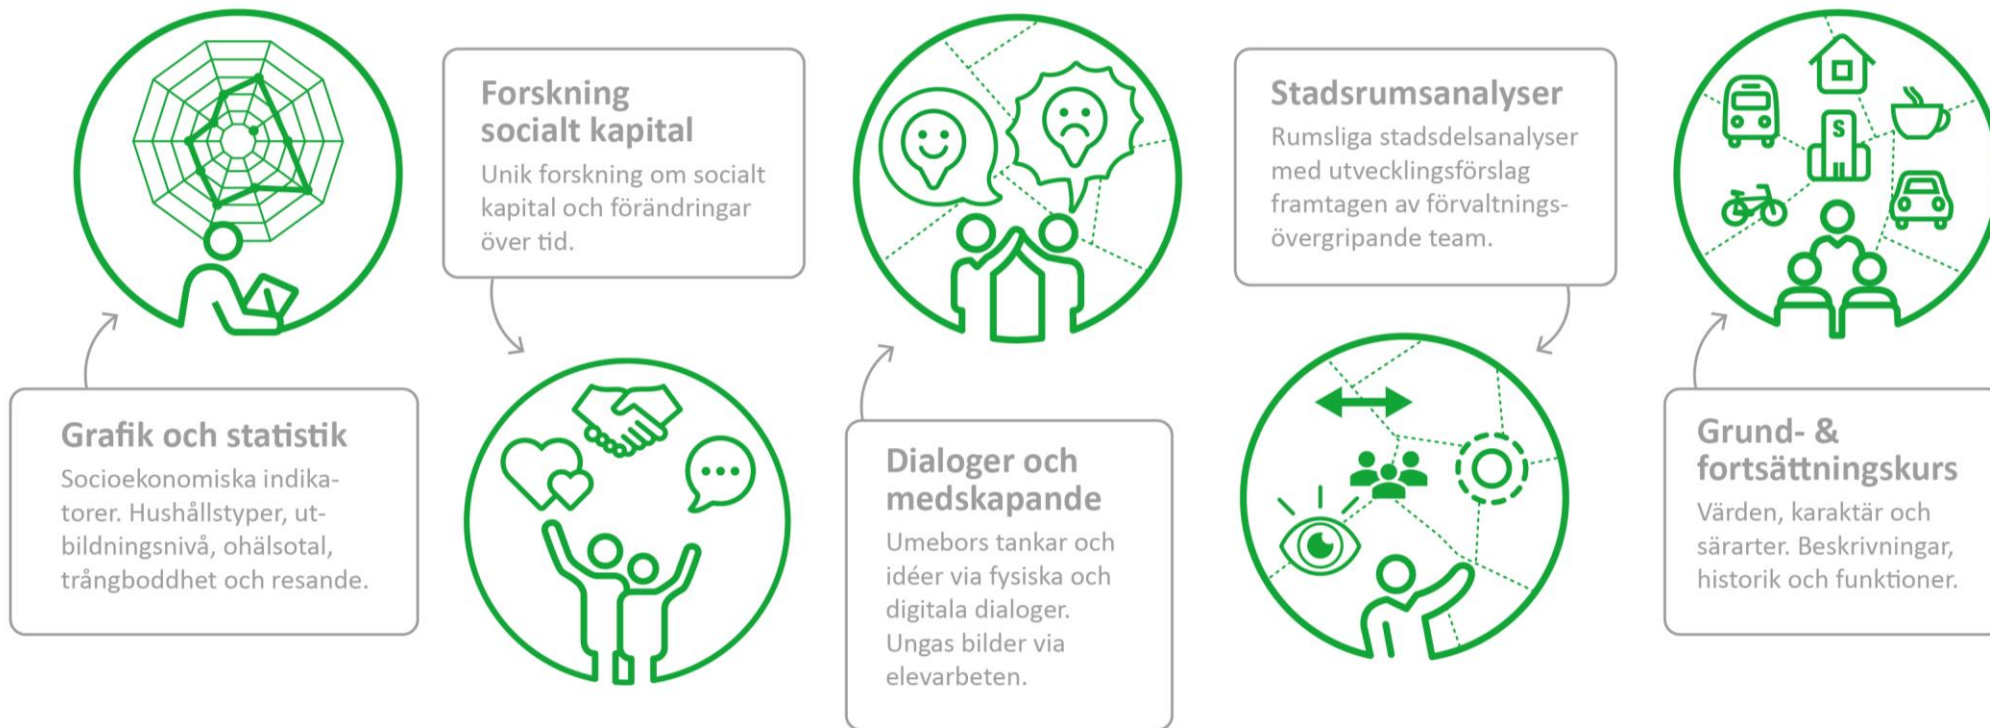 Grafik och statistik
Socioekonomiska indika-
torer. Hushållstyper, ut-
bildningsnivå, ohälsotal,
trångboddhet och resande.
Forskning
socialt kapital
Unik forskning om socialt
kapital och förändringar
över tid.
Dialoger och
medskapande
Umebors tankar och
idéer via fysiska och
digitala dialoger.
Ungas bilder via
elevarbeten.
Stadsrumsanalyser
Rumsliga stadsdelsanalyser
med utvecklingsförslag
framtagen av förvaltnings-
övergripande team.
S
Grund- &
fortsättningskurs
Värden, karaktär och
särarter. Beskrivningar,
historik och funktioner.